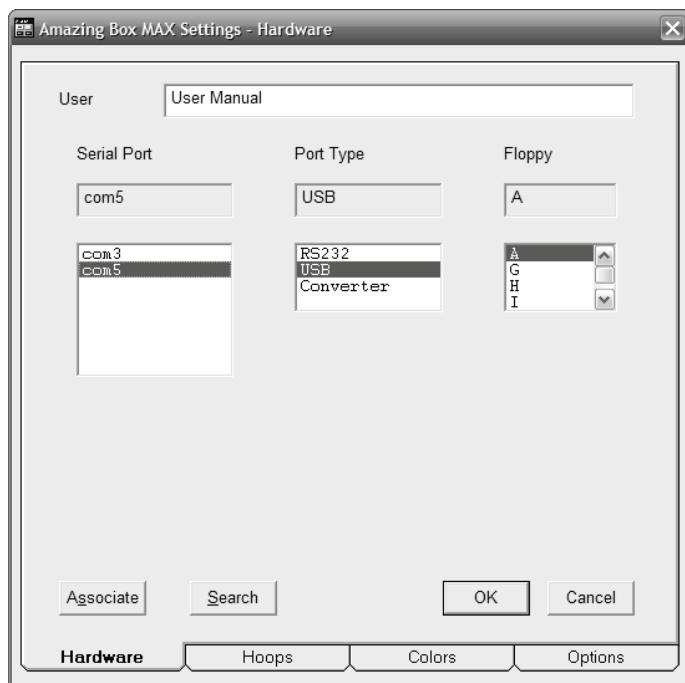 Amazing Box MAX Settings - Hardware
User User Manual
Serial Port Port Type Floppy
com5 USB A
com3 RS232 A
com5 USB G
Converter H
I
Associate Search OK Cancel
Hardware Hoops Colors Options